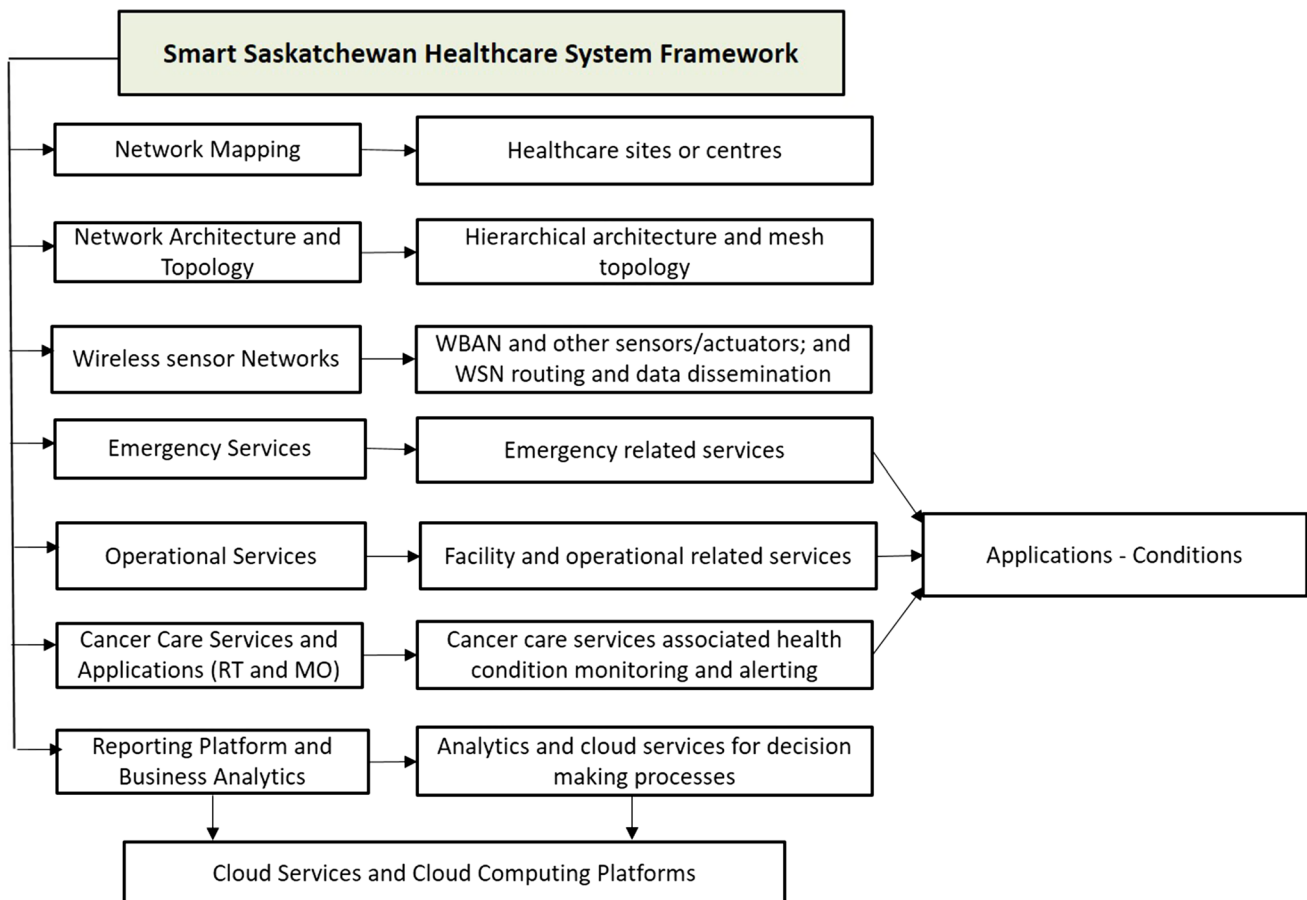 Smart Saskatchewan Healthcare System Framework
Network Mapping
Healthcare sites or centres
Network Architecture and
Topology
Hierarchical architecture and mesh
topology
Wireless sensor Networks
WBAN and other sensors/actuators; and
WSN routing and data dissemination
Emergency Services
Emergency related services
Operational Services
Facility and operational related services
Applications - Conditions
Cancer Care Services and
Applications (RT and MO)
Cancer care services associated health
condition monitoring and alerting
Reporting Platform and
Business Analytics
Analytics and cloud services for decision
making processes
Cloud Services and Cloud Computing Platforms